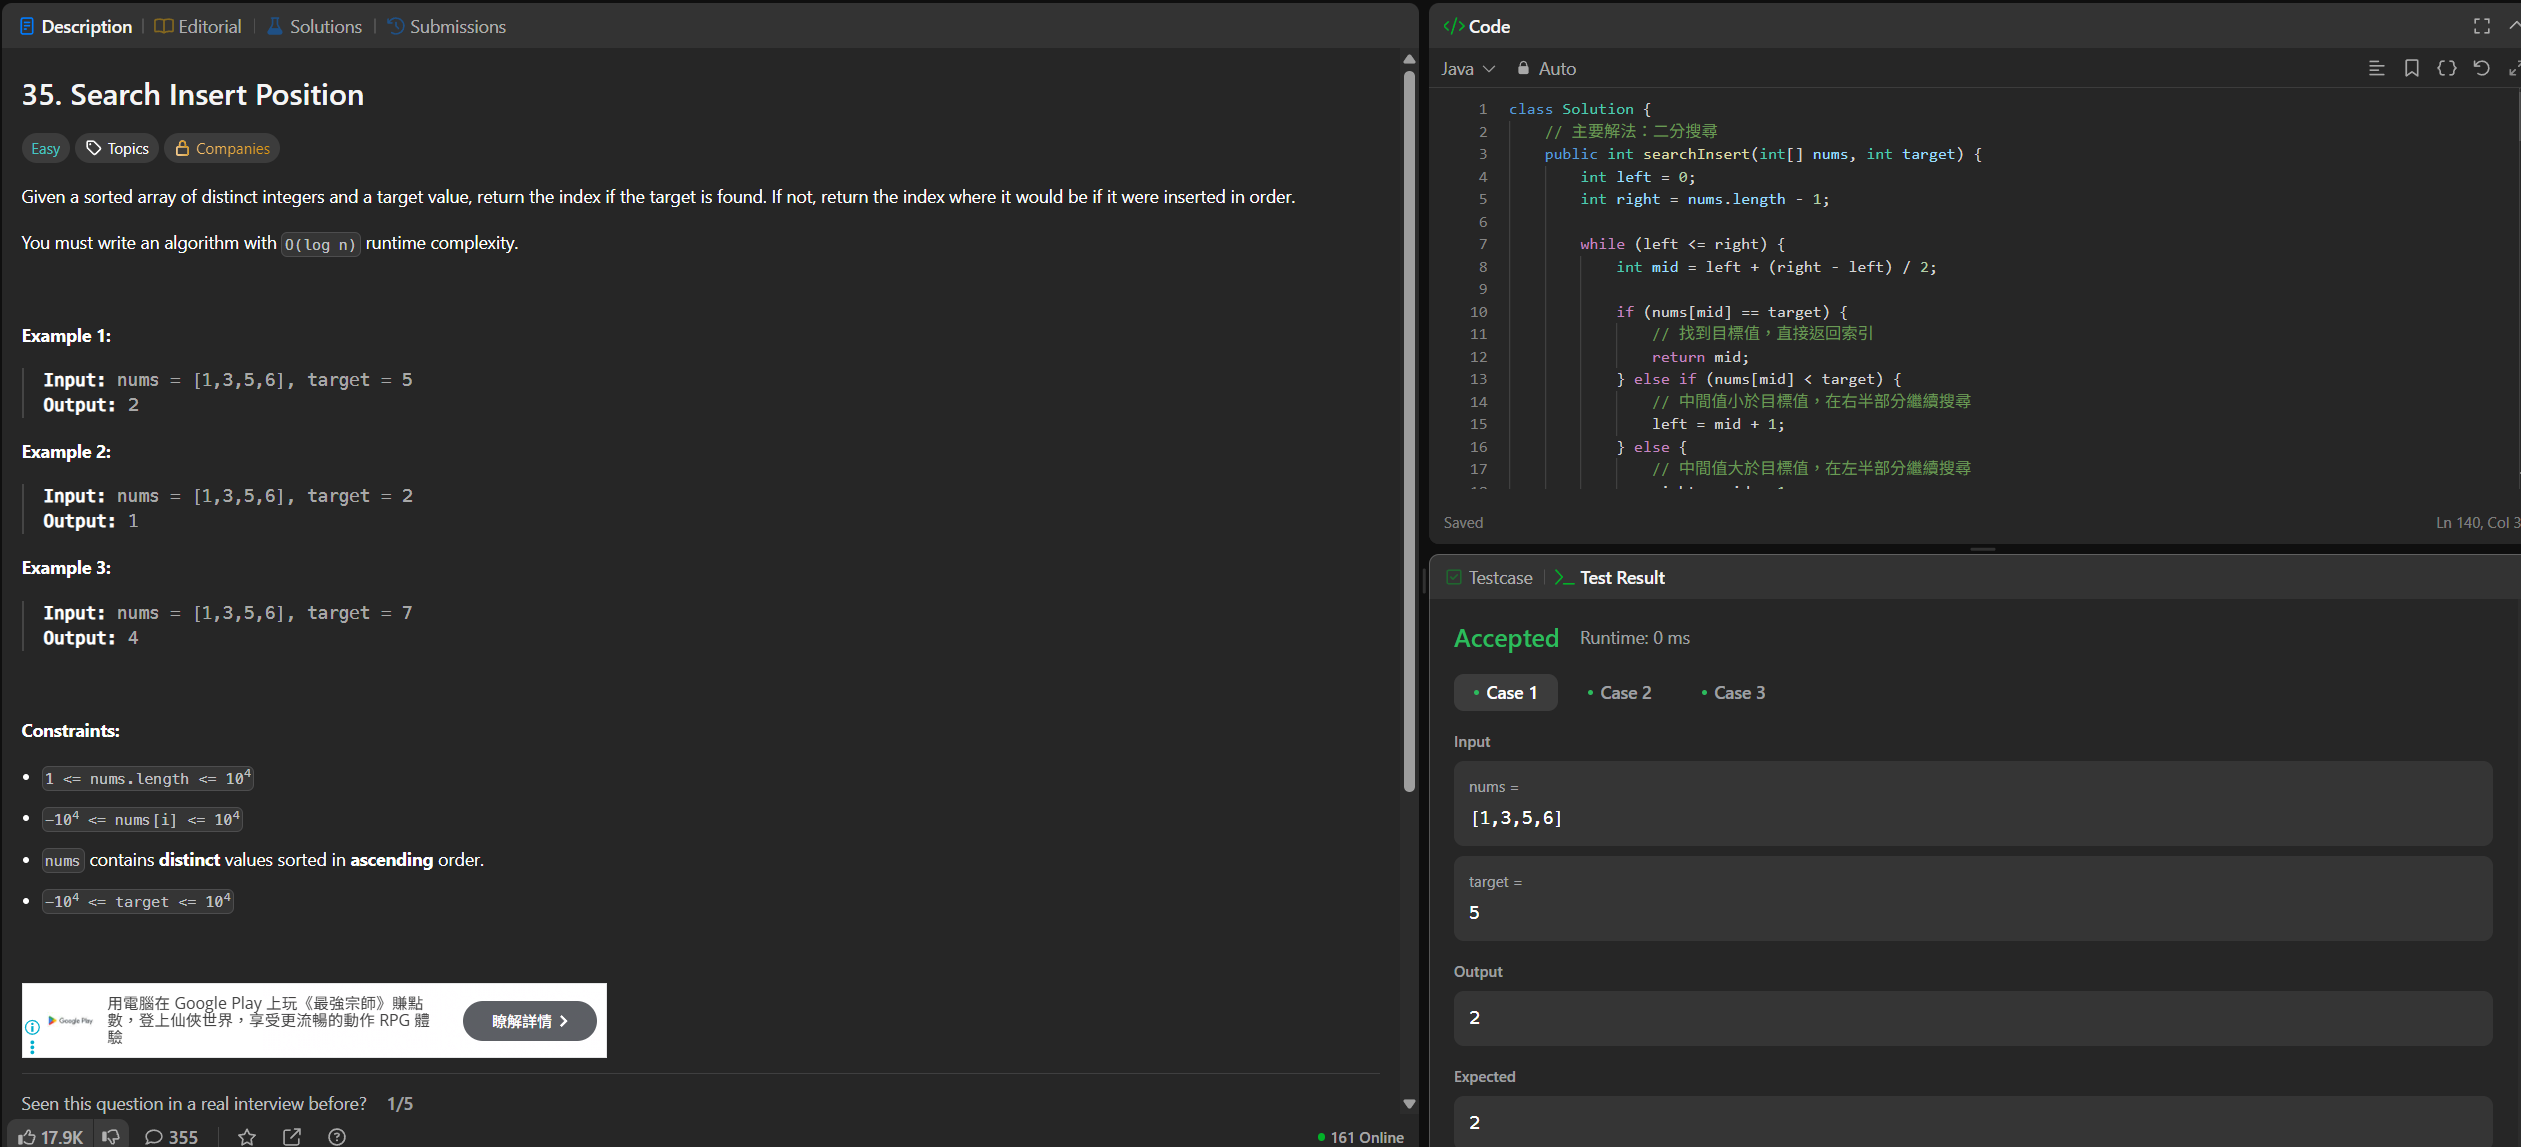 Description
Editorial
Solutions
Submissions
35. Search Insert Position
Easy
Topics
Companies
Given a sorted array of distinct integers and a target value, return the index if the target is found. If not, return the index where it would be if it were inserted in order.
You must write an algorithm with O(log n) runtime complexity.
Example 1:
Input: nums = [1,3,5,6], target = 5
Output: 2
Example 2:
Input: nums = [1,3,5,6], target = 2
Output: 1
Example 3:
Input: nums = [1,3,5,6], target = 7
Output: 4
Constraints:
• 1 <= nums.length <= 10⁴
• -10⁴ <= nums[i] <= 10⁴
• nums contains distinct values sorted in ascending order.
• -10⁴ <= target <= 10⁴
Google Play
用電腦在 Google Play 上玩《最強宗師》賺點
數，登上仙俠世界，享受更流暢的動作 RPG 體
驗
瞭解詳情
Seen this question in a real interview before? 1/5
17.9K
355
161 Online
</> Code
Java
Auto
1 class Solution {
2 // 主要解法：二分搜尋
3 public int searchInsert(int[] nums, int target) {
4 int left = 0;
5 int right = nums.length - 1;
6
7 while (left <= right) {
8 int mid = left + (right - left) / 2;
9
10 if (nums[mid] == target) {
11 // 找到目標值，直接返回索引
12 return mid;
13 } else if (nums[mid] < target) {
14 // 中間值小於目標值，在右半部分繼續搜尋
15 left = mid + 1;
16 } else {
17 // 中間值大於目標值，在左半部分繼續搜尋
Saved
Ln 140, Col 3
Testcase
Test Result
Accepted
Runtime: 0 ms
• Case 1
• Case 2
• Case 3
Input
nums =
[1,3,5,6]
target =
5
Output
2
Expected
2